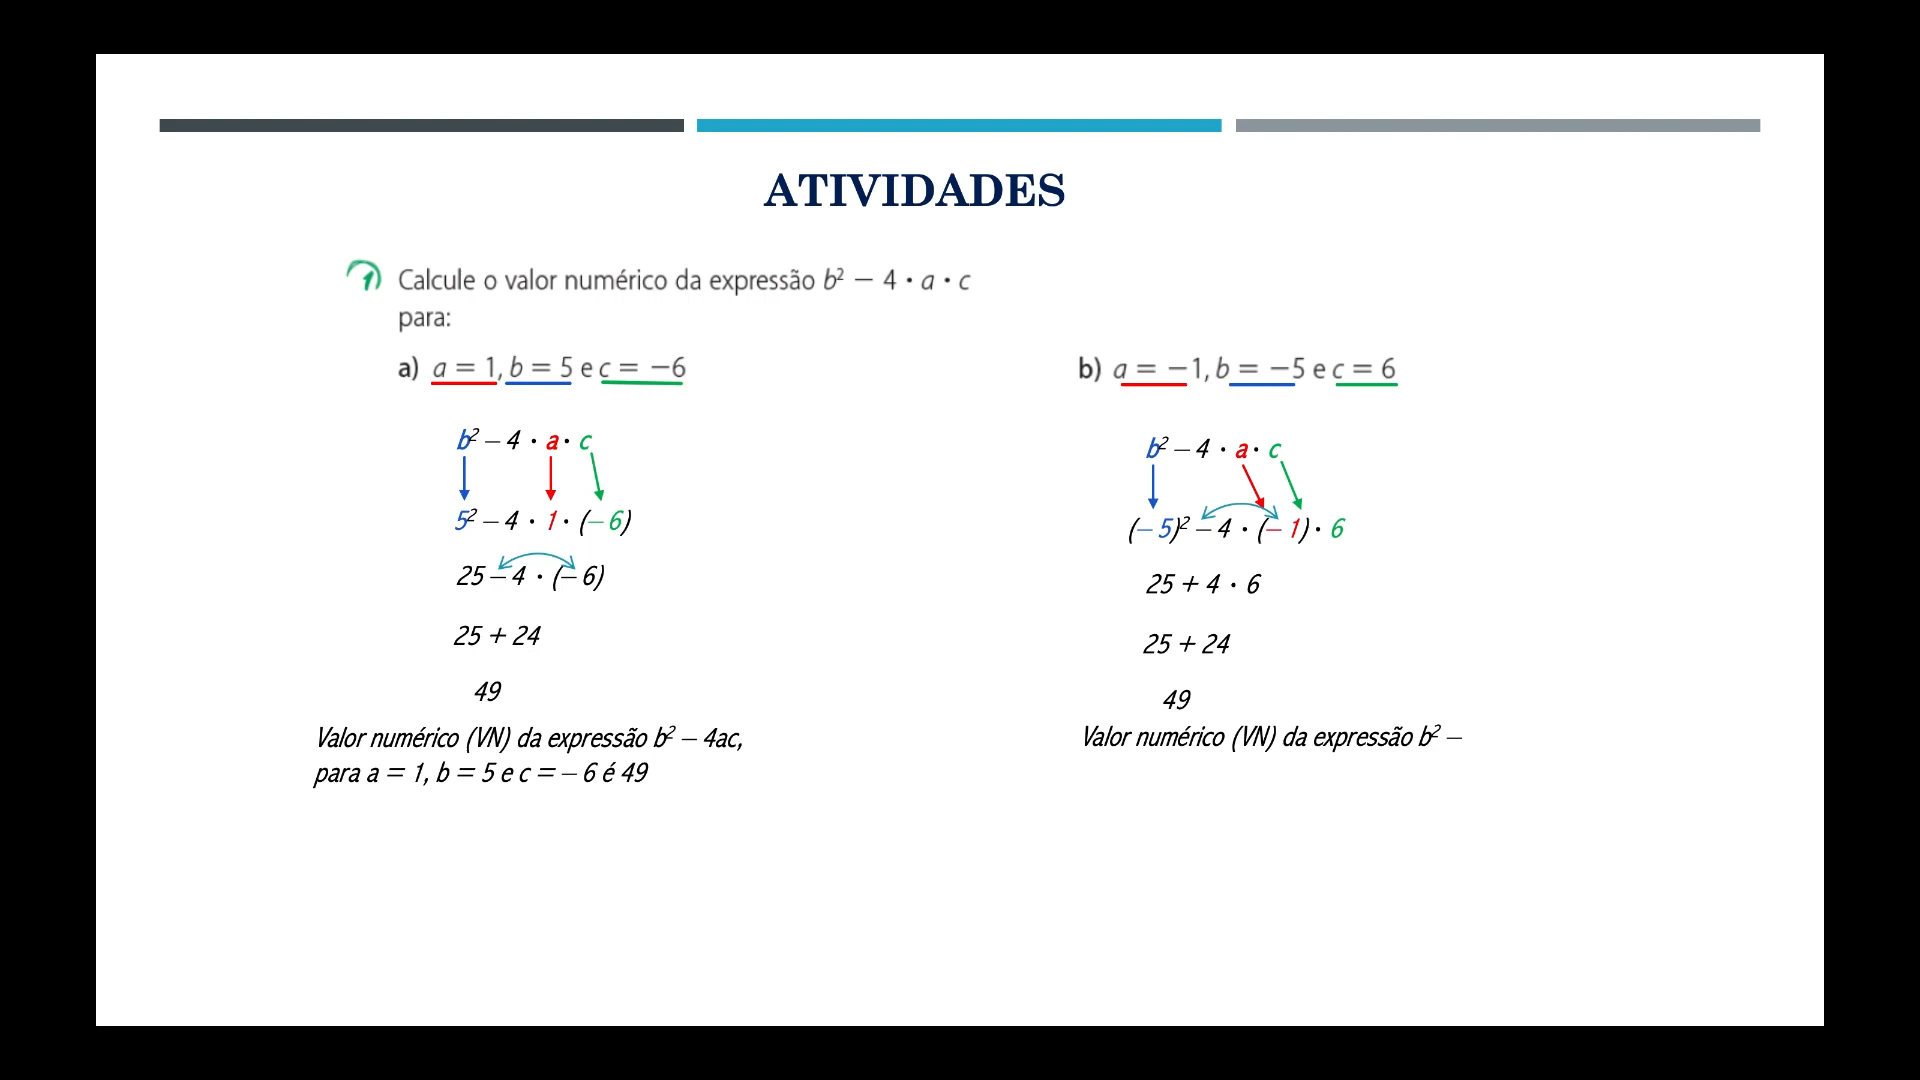 ATIVIDADES
1 Calcule o valor numérico da expressão b² − 4 · a · c
para:
a) a = 1, b = 5 e c = −6
b² − 4 · a · c
5² − 4 · 1 · (− 6)
25 − 4 · (− 6)
25 + 24
49
Valor numérico (VN) da expressão b² − 4ac,
para a = 1, b = 5 e c = − 6 é 49
b) a = −1, b = −5 e c = 6
b² − 4 · a · c
(− 5)² − 4 · (− 1) · 6
25 + 4 · 6
25 + 24
49
Valor numérico (VN) da expressão b² −